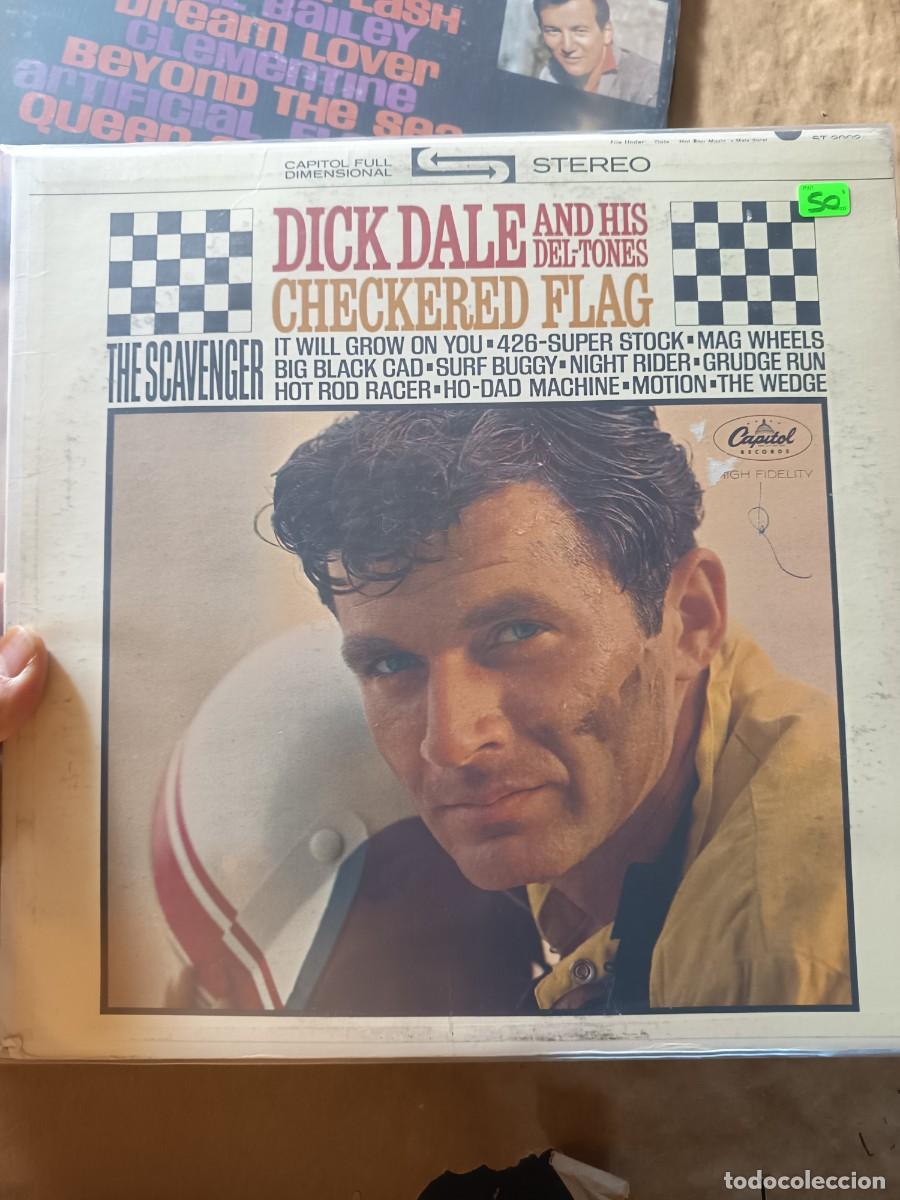 LASH
BAILEY
Dream Lover
CLEMENTINE
BEYOND THE SEA
ARTIFICIAL
QUEEN
File Under:
CAPITOL FULL
DIMENSIONAL
STEREO
50
DICK DALE AND HIS
DEL-TONES
CHECKERED FLAG
THE SCAVENGER
IT WILL GROW ON YOU▪426-SUPER STOCK▪MAG WHEELS
BIG BLACK CAD▪SURF BUGGY▪NIGHT RIDER▪GRUDGE RUN
HOT ROD RACER▪HO-DAD MACHINE▪MOTION▪THE WEDGE
Capitol
RECORDS
HIGH FIDELITY
todocoleccion